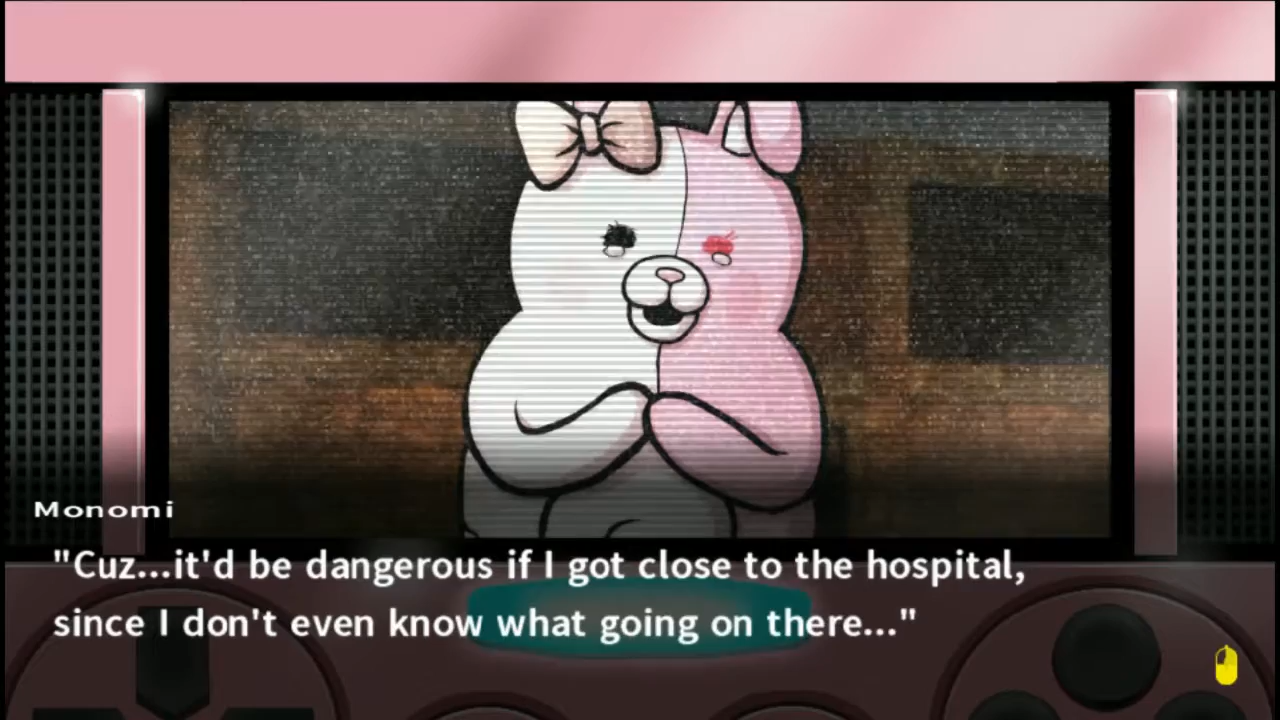 Monomi
"Cuz...it'd be dangerous if I got close to the hospital,
since I don't even know what going on there..."